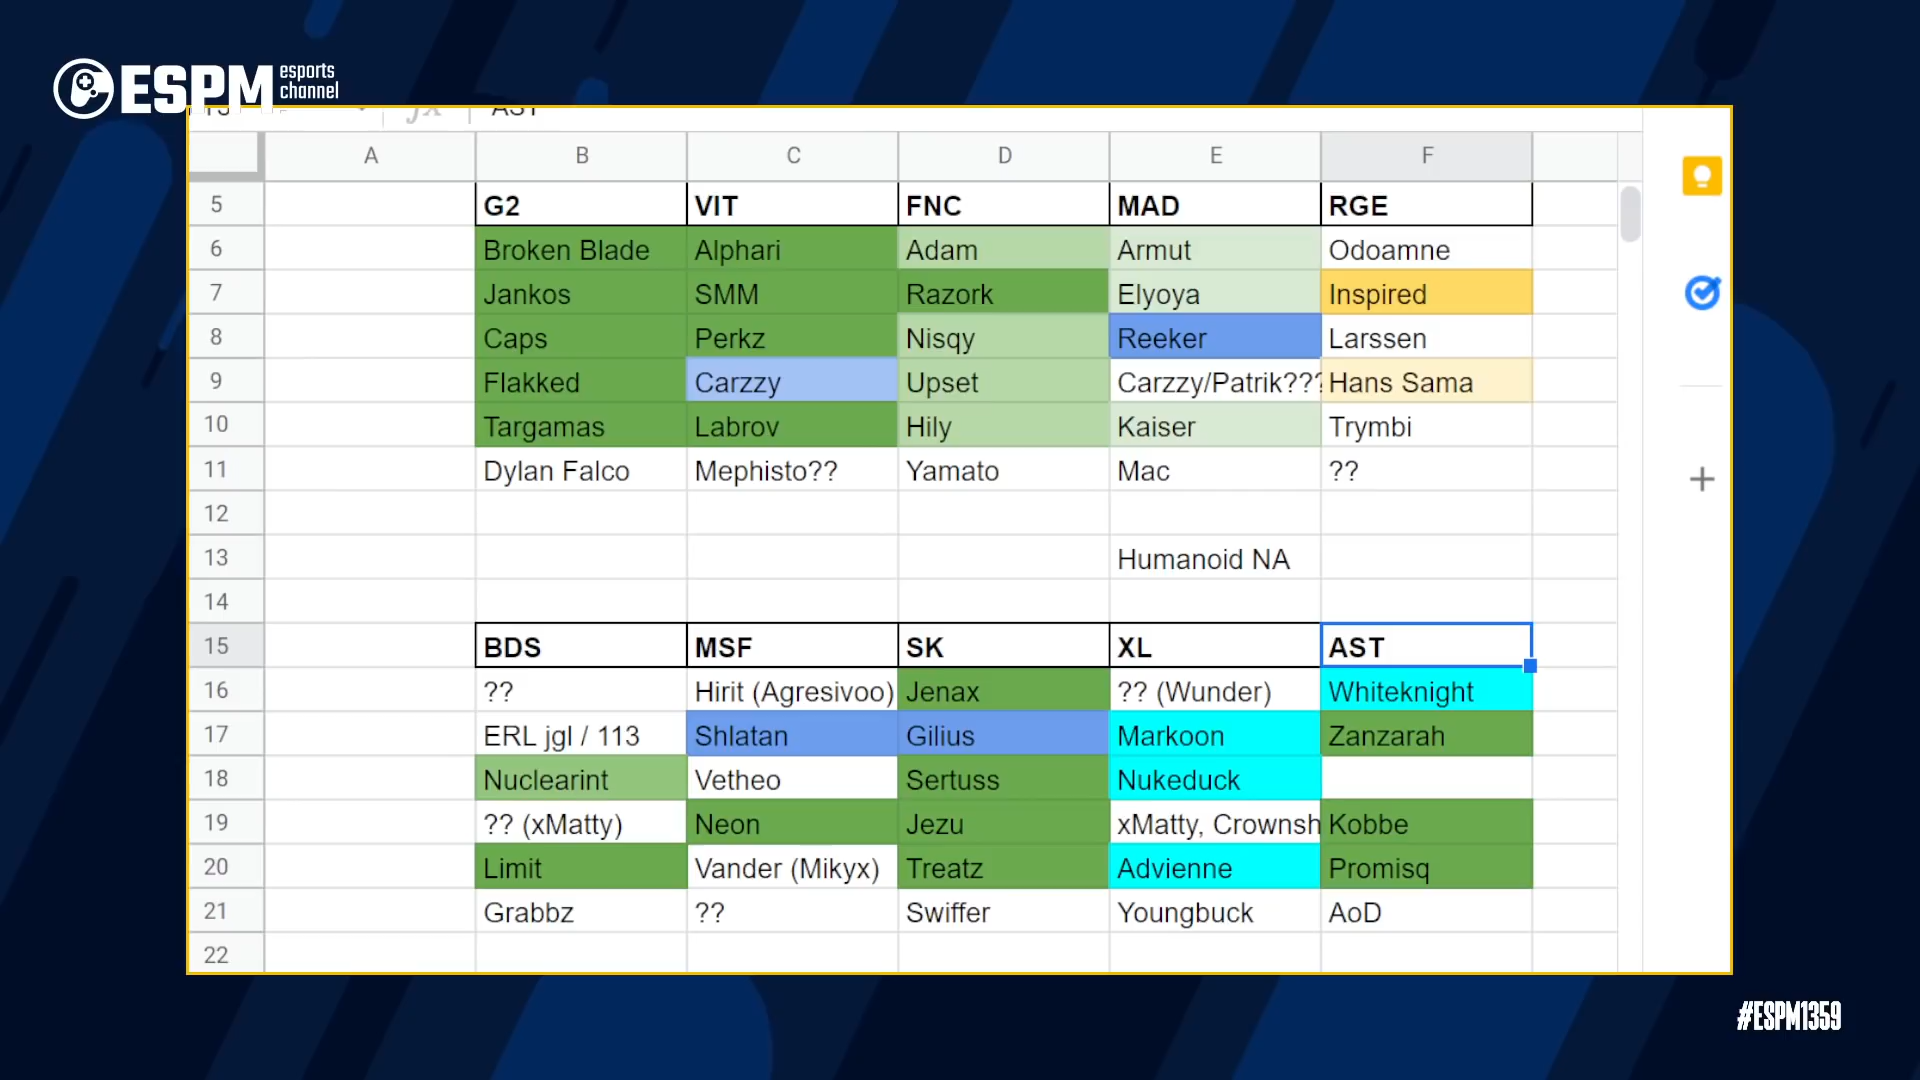 ESPM esports
channel
AST
A B C D E F
5 G2 VIT FNC MAD RGE
6 Broken Blade Alphari Adam Armut Odoamne
7 Jankos SMM Razork Elyoya Inspired
8 Caps Perkz Nisqy Reeker Larssen
9 Flakked Carzzy Upset Carzzy/Patrik??? Hans Sama
10 Targamas Labrov Hily Kaiser Trymbi
11 Dylan Falco Mephisto?? Yamato Mac ??
12
13 Humanoid NA
14
15 BDS MSF SK XL AST
16 ?? Hirit (Agresivoo) Jenax ?? (Wunder) Whiteknight
17 ERL jgl / 113 Shlatan Gilius Markoon Zanzarah
18 Nuclearint Vetheo Sertuss Nukeduck
19 ?? (xMatty) Neon Jezu xMatty, Crownsh Kobbe
20 Limit Vander (Mikyx) Treatz Advienne Promisq
21 Grabbz ?? Swiffer Youngbuck AoD
22
#ESPM1359